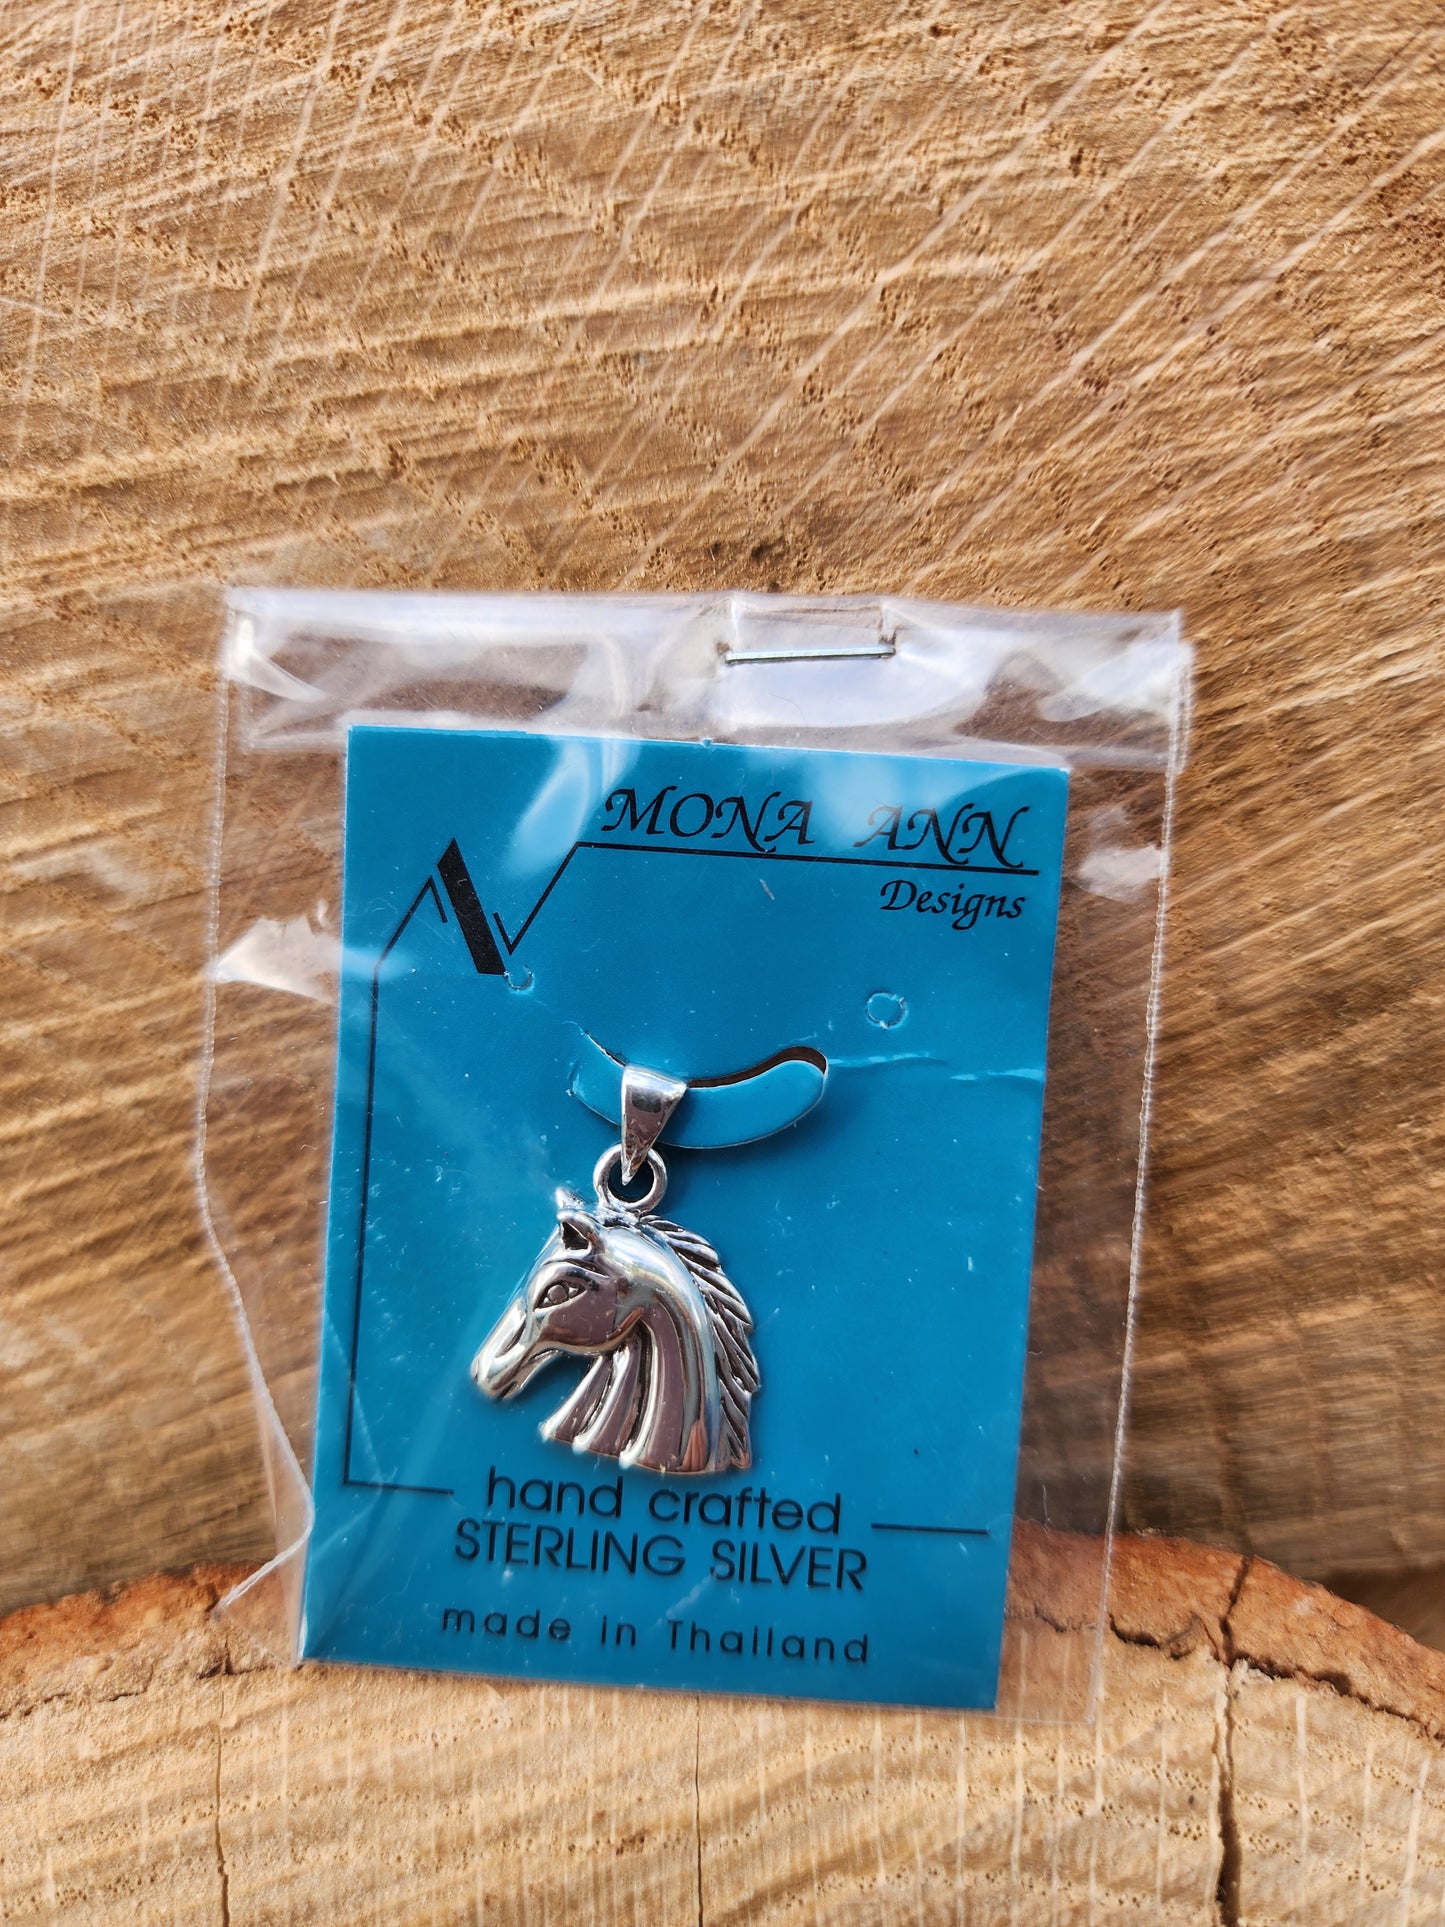 MONA ANN
Designs
hand crafted
STERLING SILVER
made in Thailand